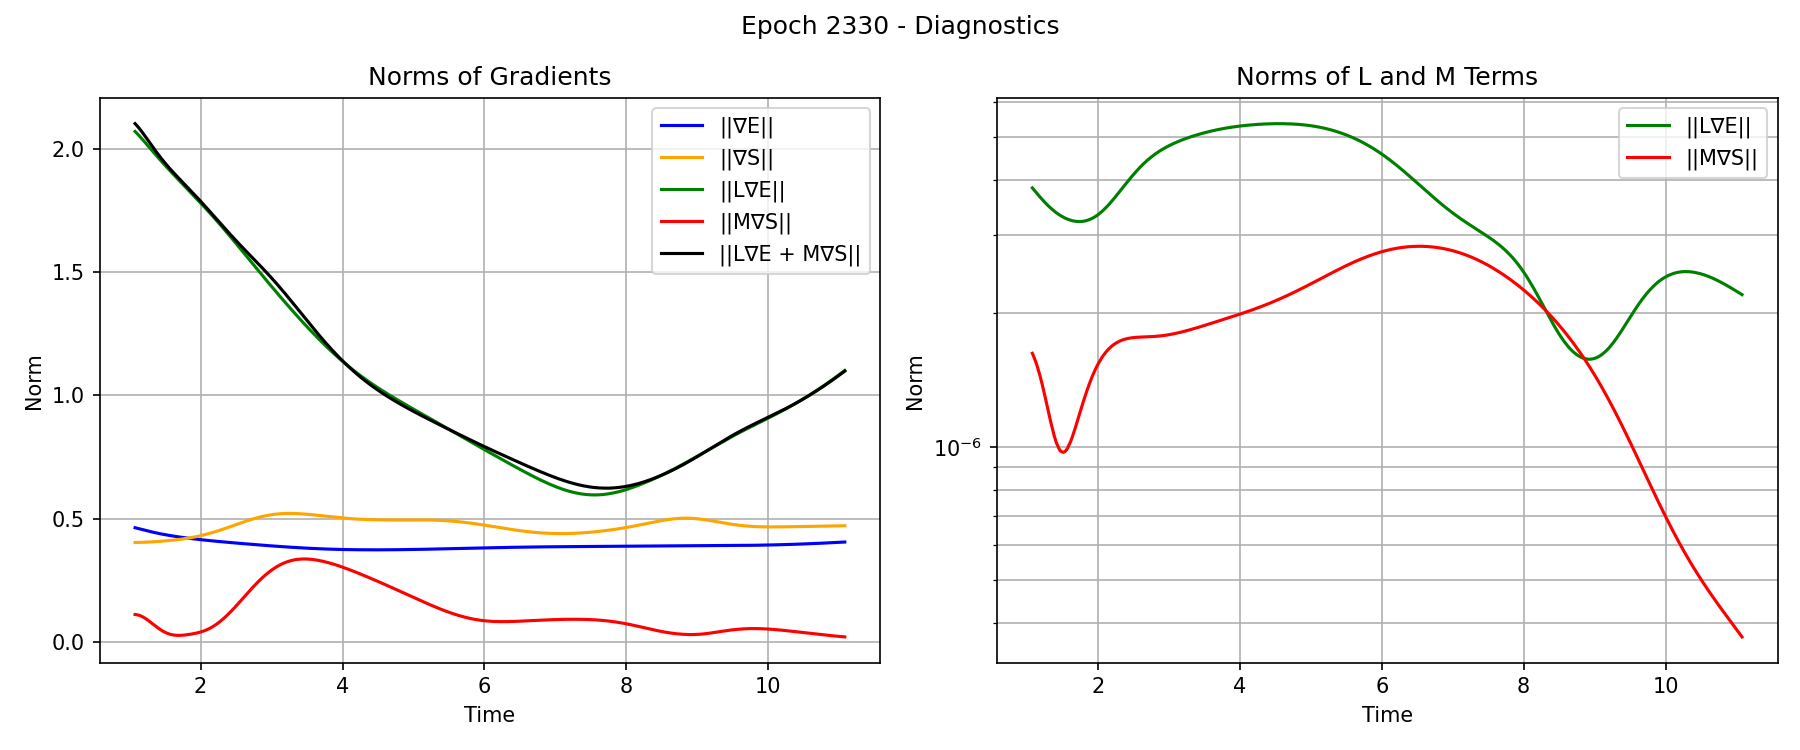 Epoch 2330 - Diagnostics
Norms of Gradients
2.0
1.5
1.0
0.5
0.0
Norm
2
4
6
8
10
Time
||∇E||
||∇S||
||L∇E||
||M∇S||
||L∇E + M∇S||
Norms of L and M Terms
10⁻⁶
Norm
2
4
6
8
10
Time
||L∇E||
||M∇S||